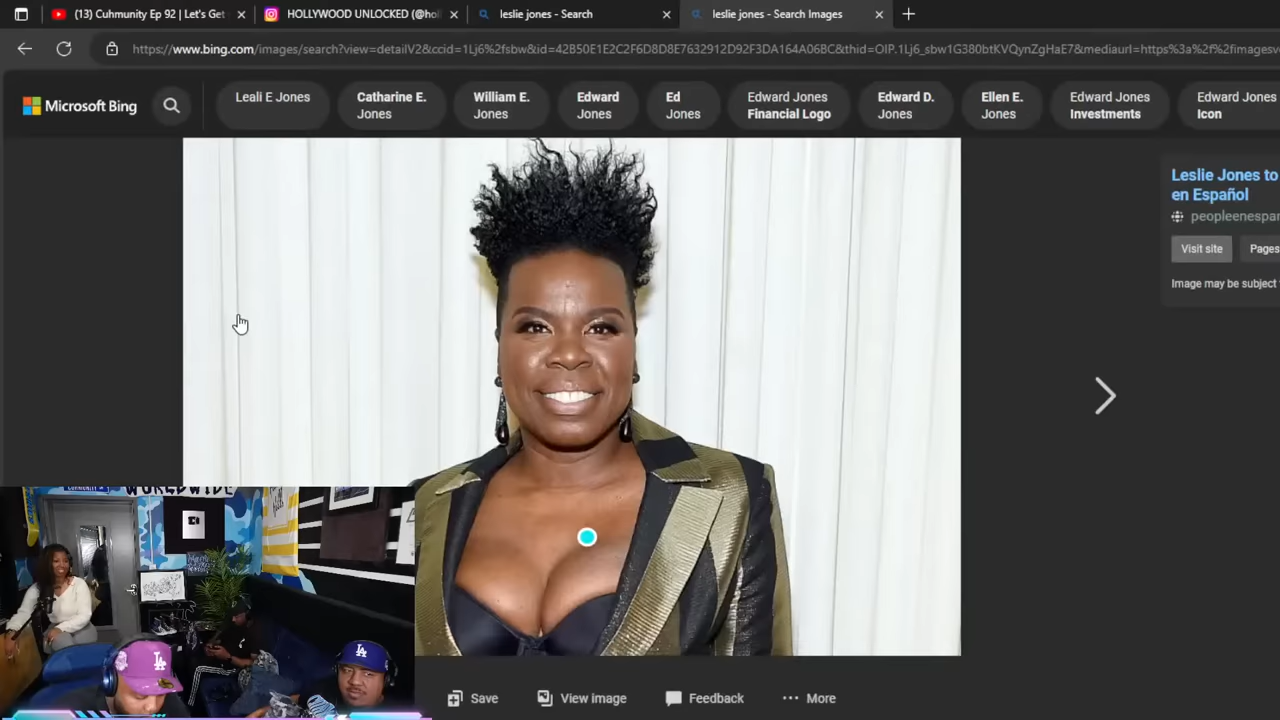 (13) Cuhmunity Ep 92 | Let's Get
HOLLYWOOD UNLOCKED (@hol
leslie jones - Search
leslie jones - Search Images
https://www.bing.com/images/search?view=detailV2&ccid=1Lj6%2fsbw&id=42B50E1E2C2F6D8D8E7632912D92F3DA164A06BC&thid=OIP.1Lj6_sbw1G380btKVQynZgHaE7&mediaurl=https%3a%2f%2fimagesv
Microsoft Bing
Leali E Jones
Catharine E.
Jones
William E.
Jones
Edward
Jones
Ed
Jones
Edward Jones
Financial Logo
Edward D.
Jones
Ellen E.
Jones
Edward Jones
Investments
Edward Jones
Icon
Leslie Jones to
en Español
peopleenespa
Visit site
Pages
Image may be subject
WORLDWIDE
LA
LA
Save
View image
Feedback
More